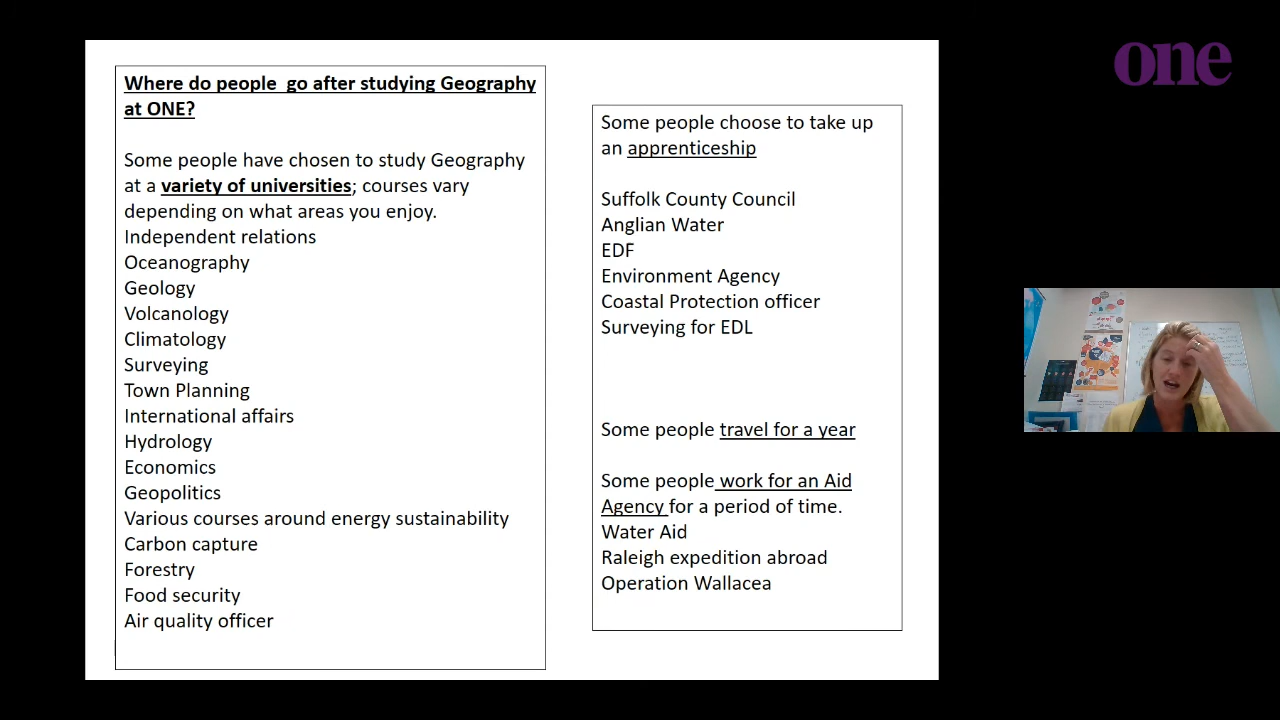 one
Where do people  go after studying Geography
at ONE?
Some people have chosen to study Geography
at a variety of universities; courses vary
depending on what areas you enjoy.
Independent relations
Oceanography
Geology
Volcanology
Climatology
Surveying
Town Planning
International affairs
Hydrology
Economics
Geopolitics
Various courses around energy sustainability
Carbon capture
Forestry
Food security
Air quality officer
Some people choose to take up
an apprenticeship
Suffolk County Council
Anglian Water
EDF
Environment Agency
Coastal Protection officer
Surveying for EDL
Some people travel for a year
Some people work for an Aid
Agency for a period of time.
Water Aid
Raleigh expedition abroad
Operation Wallacea